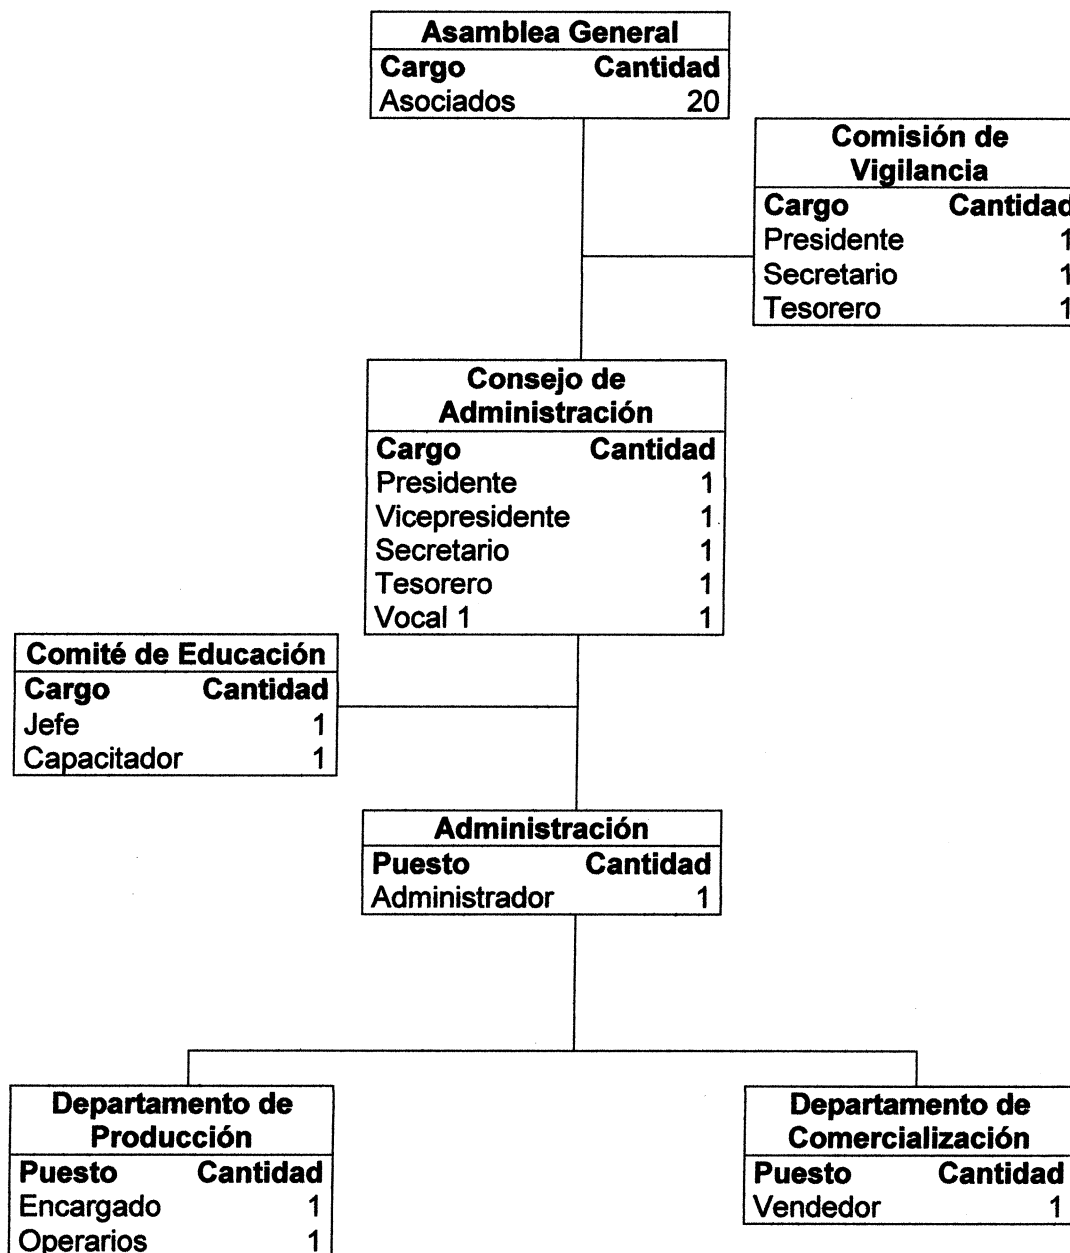 Asamblea General
Cargo Cantidad
Asociados 20
Comisión de
Vigilancia
Cargo Cantidad
Presidente 1
Secretario 1
Tesorero 1
Consejo de
Administración
Cargo Cantidad
Presidente 1
Vicepresidente 1
Secretario 1
Tesorero 1
Vocal 1 1
Comité de Educación
Cargo Cantidad
Jefe 1
Capacitador 1
Administración
Puesto Cantidad
Administrador 1
Departamento de
Producción
Puesto Cantidad
Encargado 1
Operarios 1
Departamento de
Comercialización
Puesto Cantidad
Vendedor 1